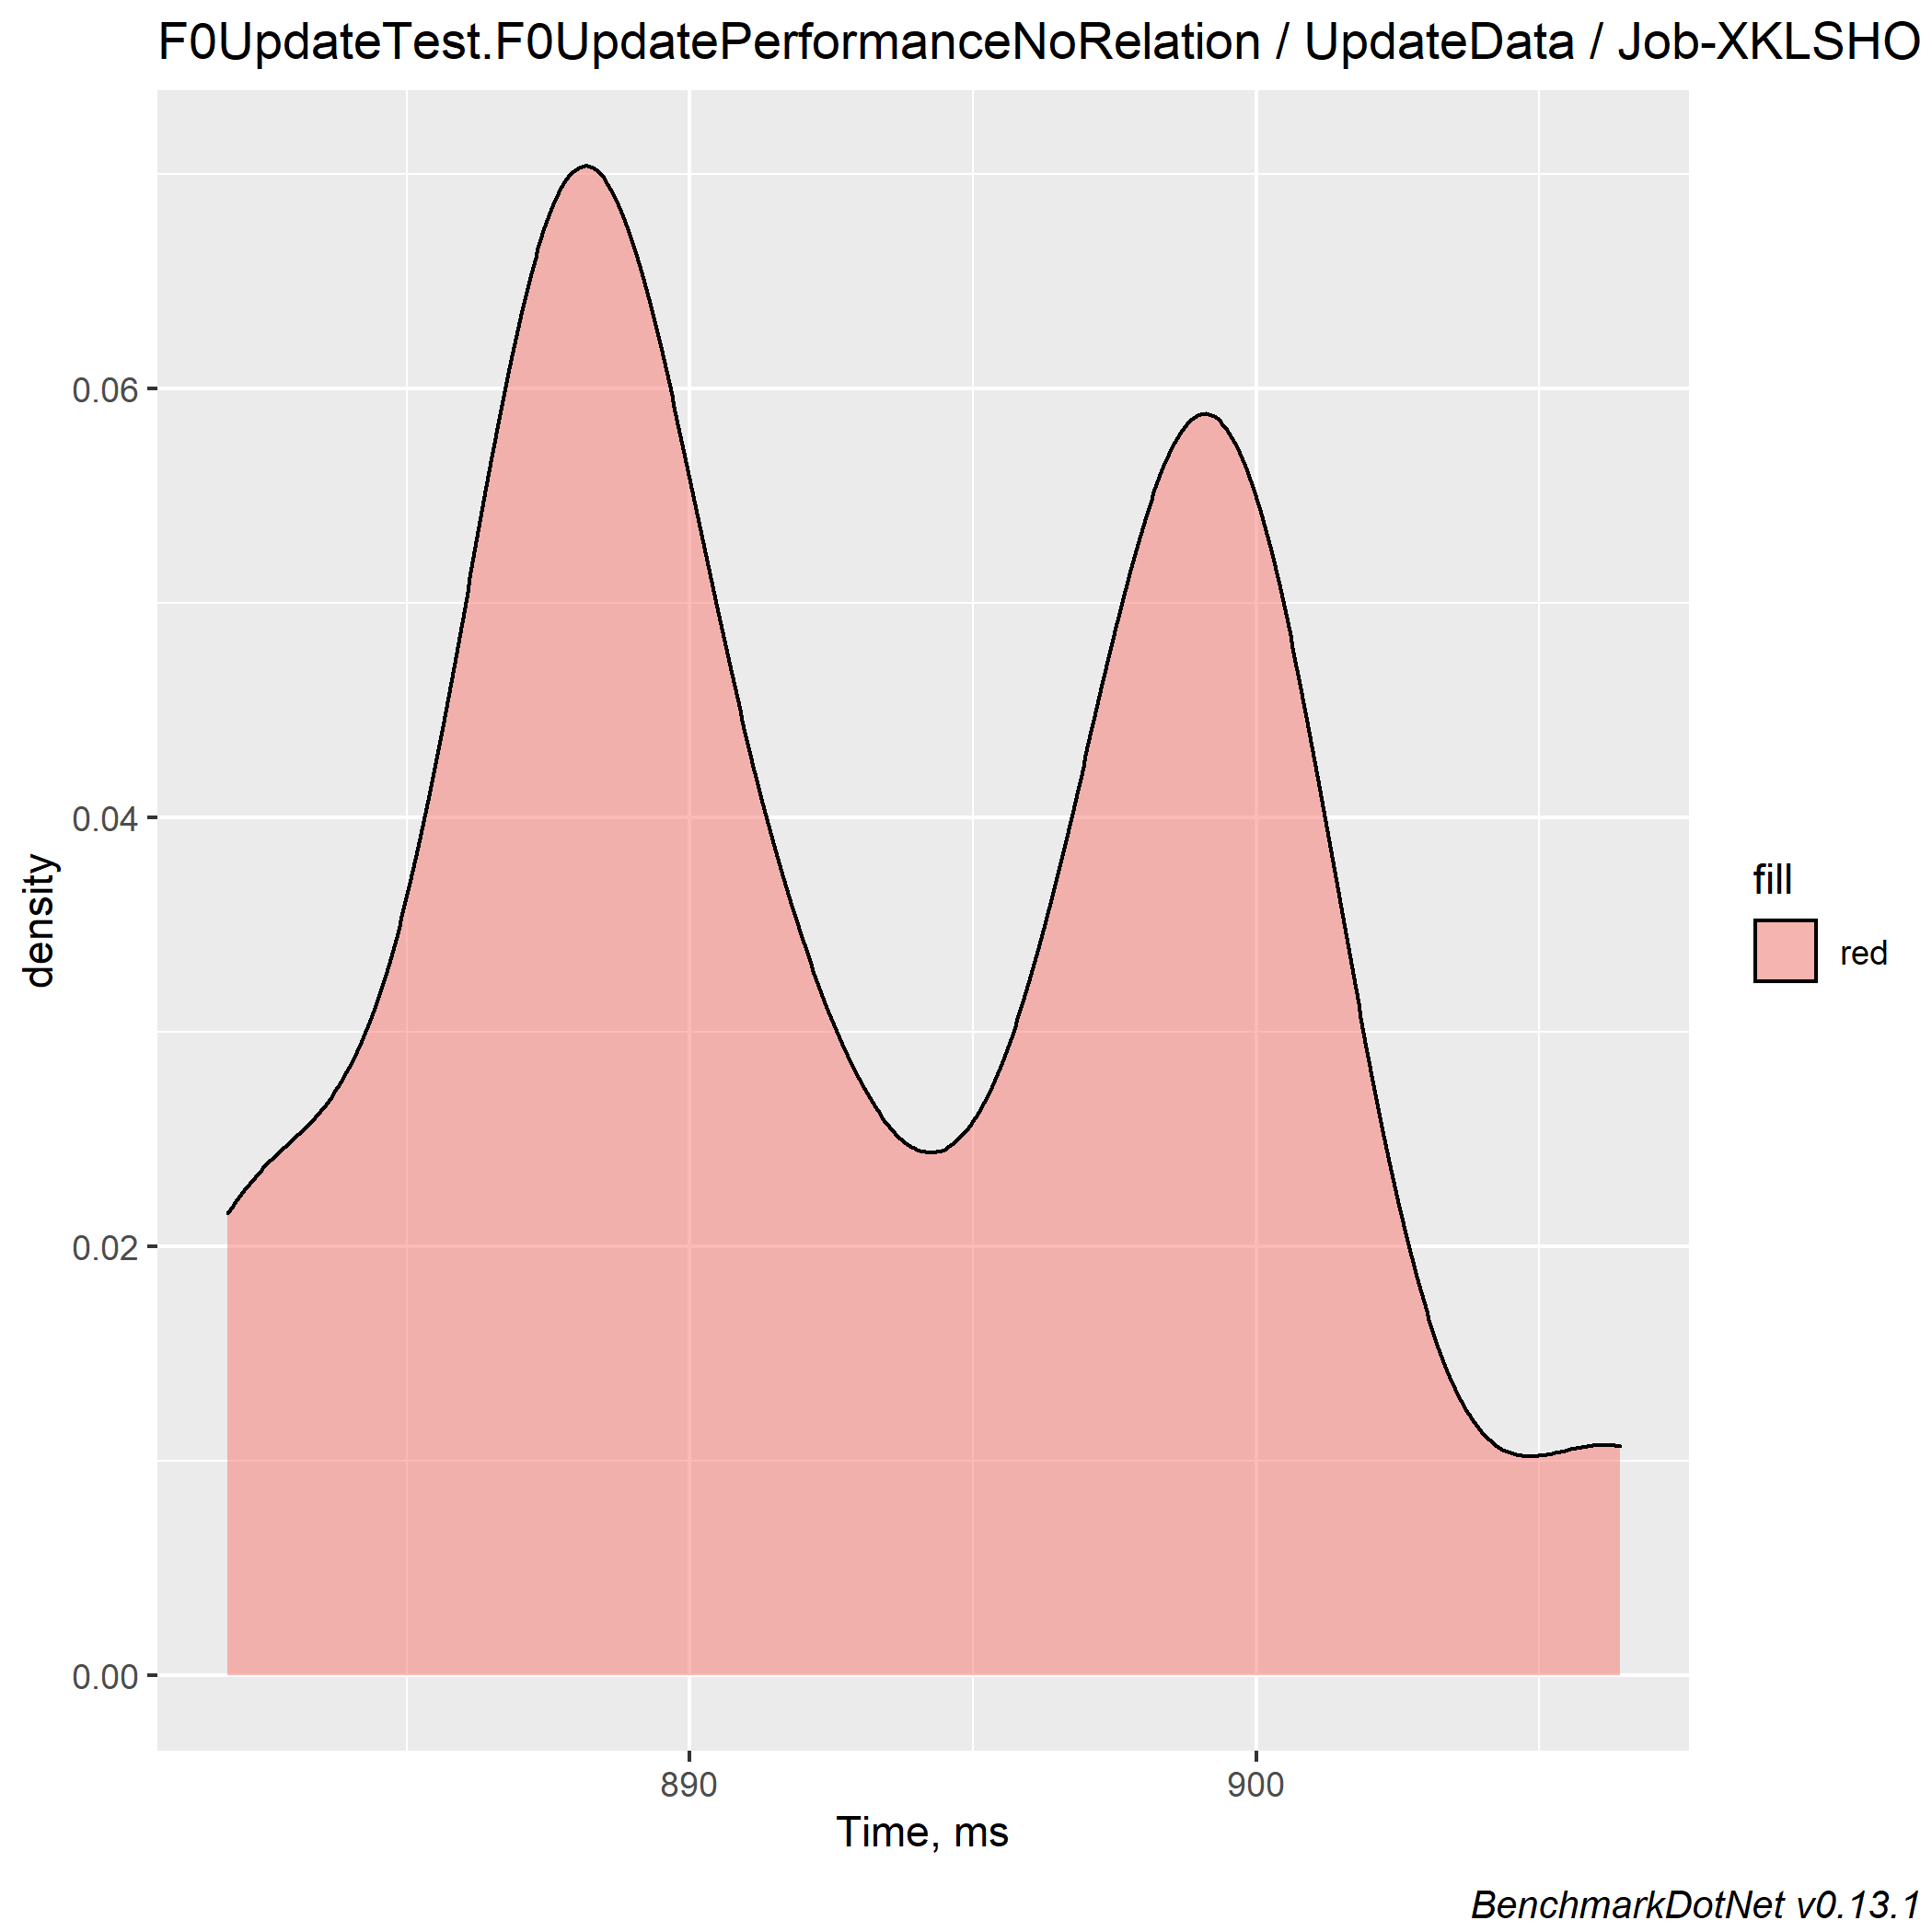 F0UpdateTest.F0UpdatePerformanceNoRelation / UpdateData / Job-XKLSHO
0.06
0.04
0.02
0.00
density
890
900
Time, ms
fill
red
BenchmarkDotNet v0.13.1